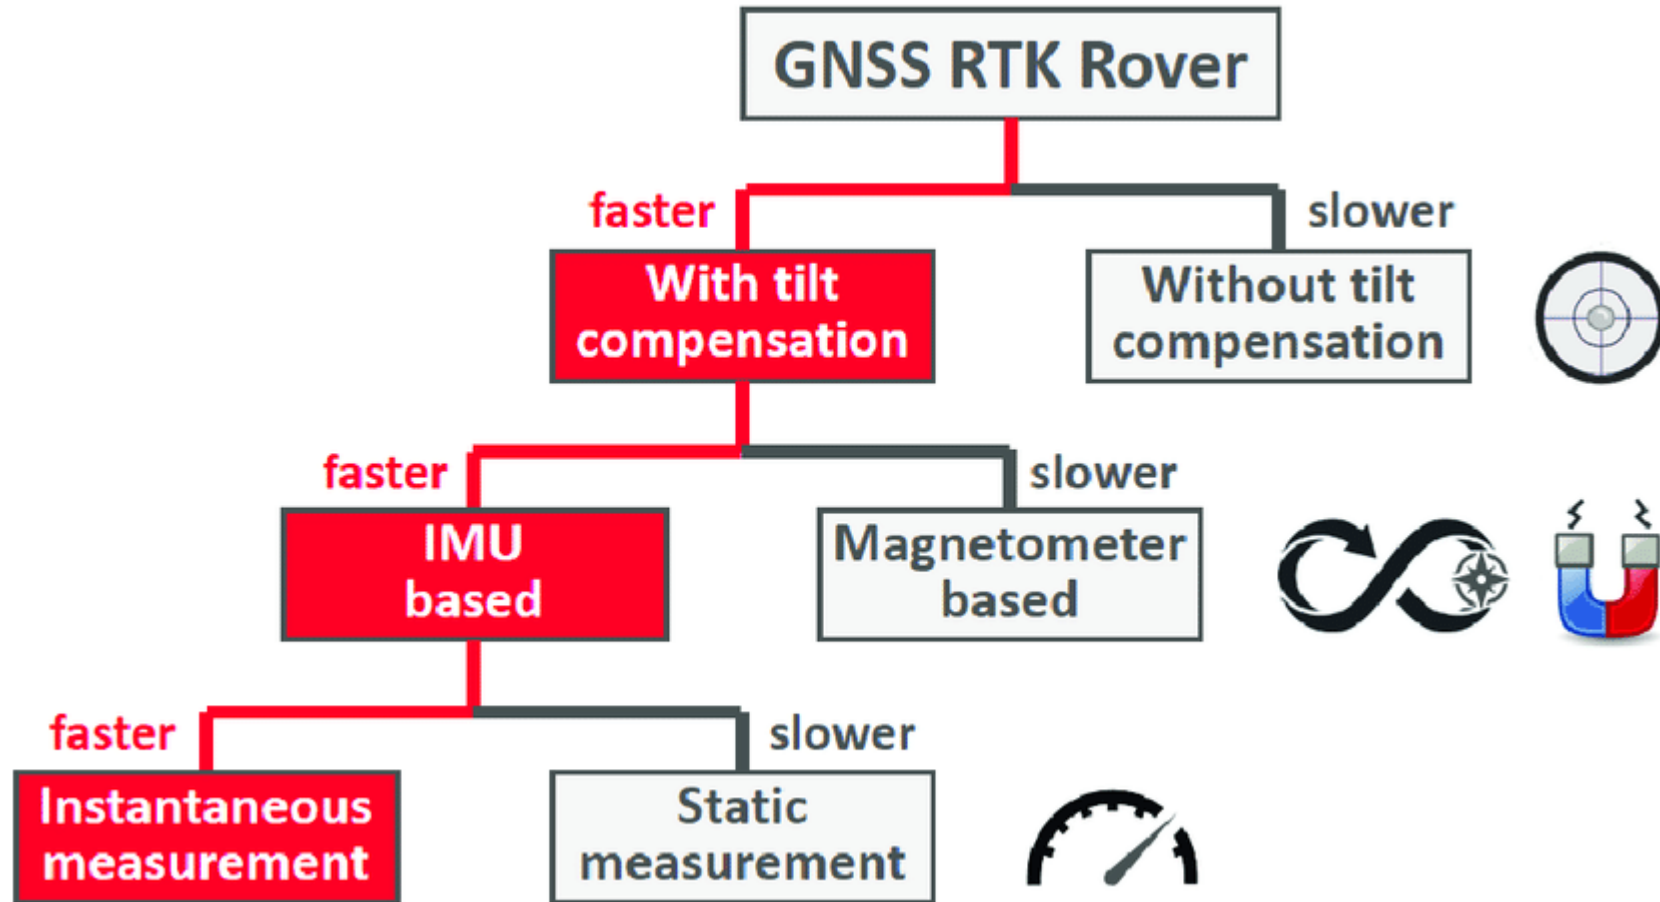 GNSS RTK Rover
faster
slower
With tilt
compensation
Without tilt
compensation
faster
slower
IMU
based
Magnetometer
based
faster
slower
Instantaneous
measurement
Static
measurement